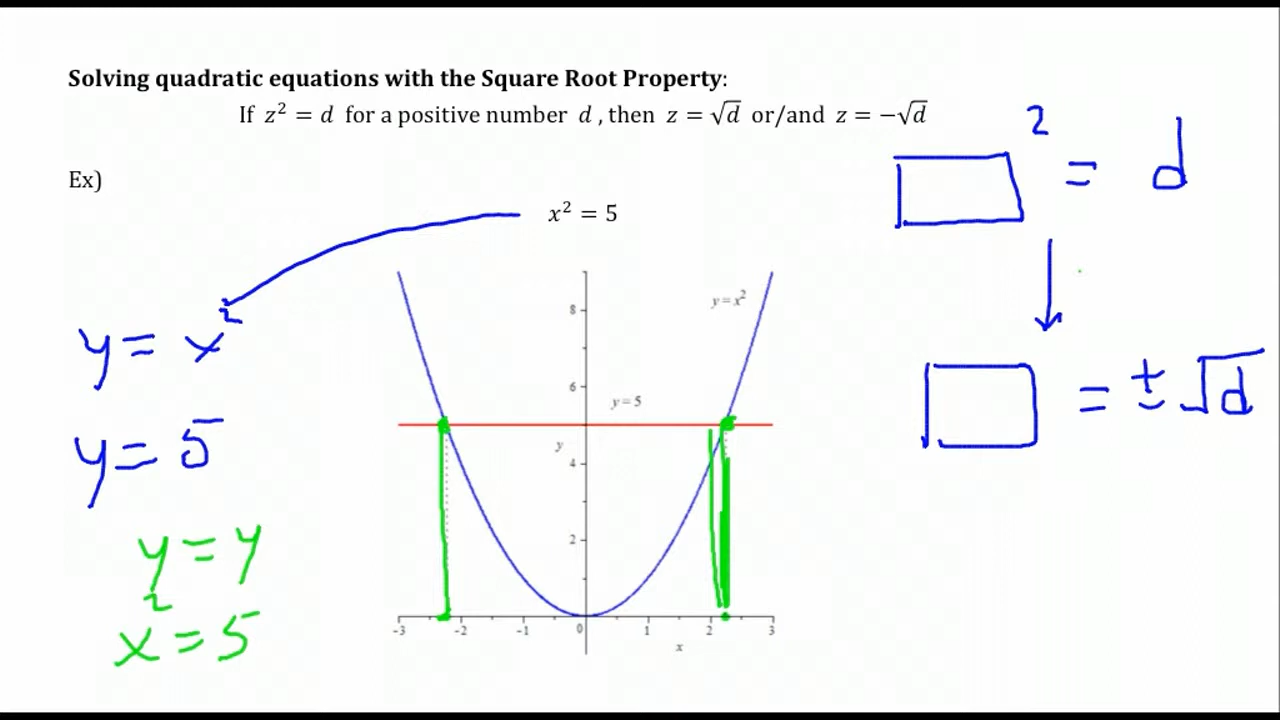 Solving quadratic equations with the Square Root Property:
If z² = d for a positive number d , then z = √d or/and z = −√d
□² = d
Ex)
x² = 5
y = x²
y = 5
y = y
x² = 5
□ = ± √d
y = x²
y = 5
y
8
6
4
2
-3 -2 -1 0 1 2 3
x